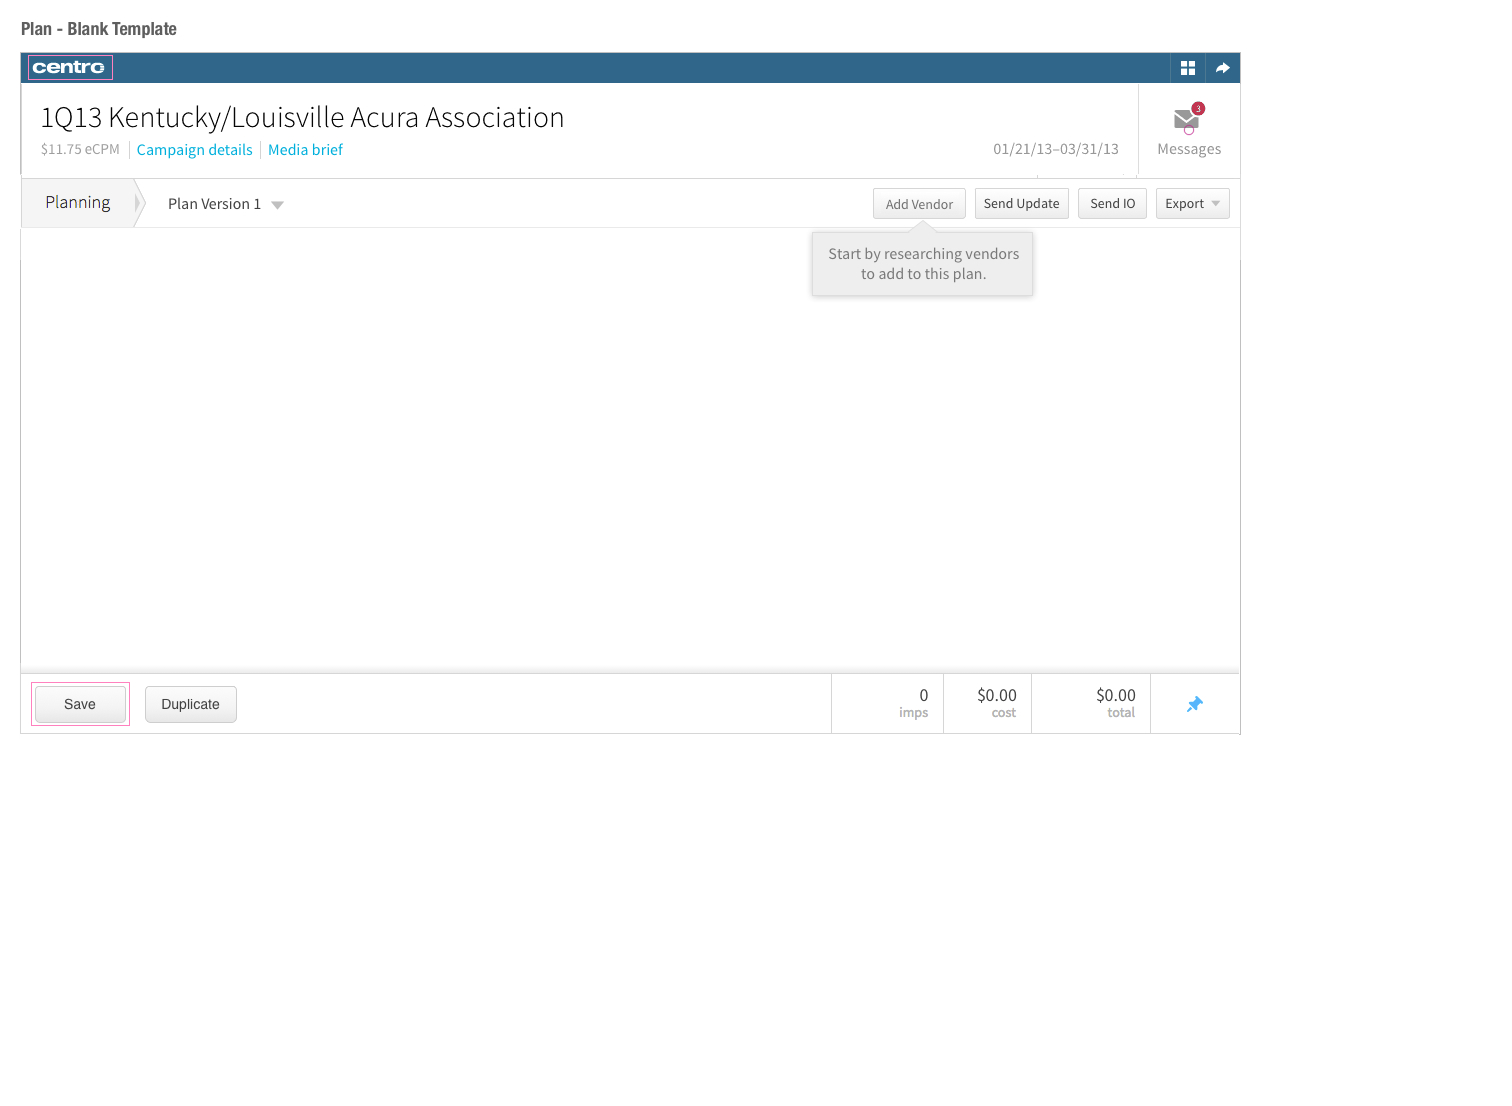 Plan - Blank Template
centro
1Q13 Kentucky/Louisville Acura Association
3
$11.75 eCPM Campaign details Media brief
01/21/13–03/31/13
Messages
Planning
Plan Version 1
Add Vendor
Send Update
Send IO
Export
Start by researching vendors
to add to this plan.
Save
Duplicate
0
imps
$0.00
cost
$0.00
total